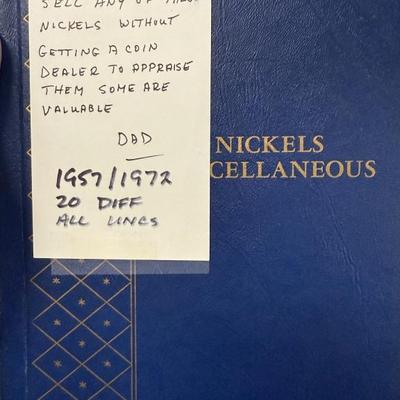 SELL ANY OF THESE
NICKELS WITHOUT
GETTING A COIN
DEALER TO APPRAISE
THEM SOME ARE
VALUABLE
DAD
1957/1972
20 DIFF
ALL UNCS
NICKELS
CELLANEOUS